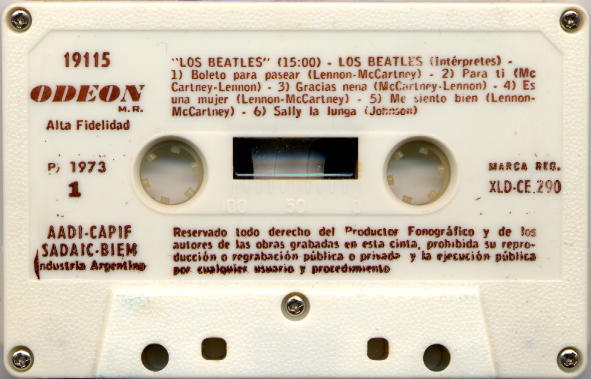 19115
ODEON
M.R.
Alta Fidelidad
P/ 1973
1
AADI-CAPIF
SADAIC-BIEM
Industria Argentina
"LOS BEATLES" (15:00) - LOS BEATLES (Intérpretes) -
1) Boleto para pasear (Lennon-McCartney) - 2) Para ti (Mc
Cartney-Lennon) - 3) Gracias nena (McCartney-Lennon) - 4) Es
una mujer (Lennon-McCartney) - 5) Me siento bien (Lennon-
McCartney) - 6) Sally la lunga (Johnson)
100 50 0
MARCA REG.
XLD-CE.290
Reservado todo derecho del Productor Fonográfico y de los
autores de las obras grabadas en esta cinta, prohibida su repro-
ducción o regrabación pública o privada y la ejecución pública
por cualquier usuario y procedimiento